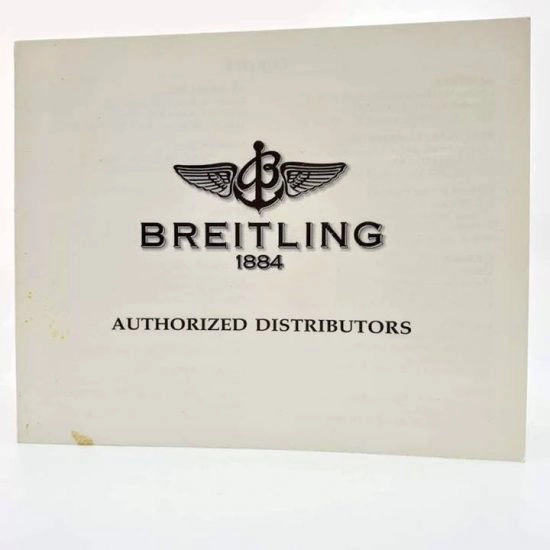 B
BREITLING
1884
AUTHORIZED DISTRIBUTORS